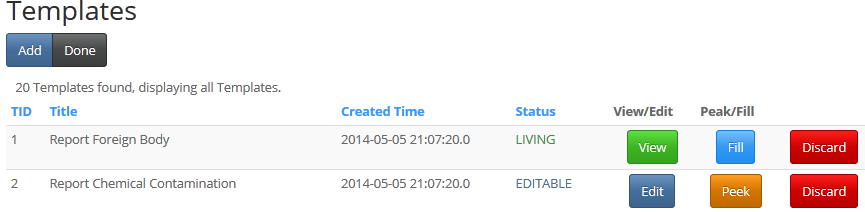 Templates
Add Done
20 Templates found, displaying all Templates.
TID Title Created Time Status View/Edit Peak/Fill
1 Report Foreign Body 2014-05-05 21:07:20.0 LIVING View Fill Discard
2 Report Chemical Contamination 2014-05-05 21:07:20.0 EDITABLE Edit Peek Discard